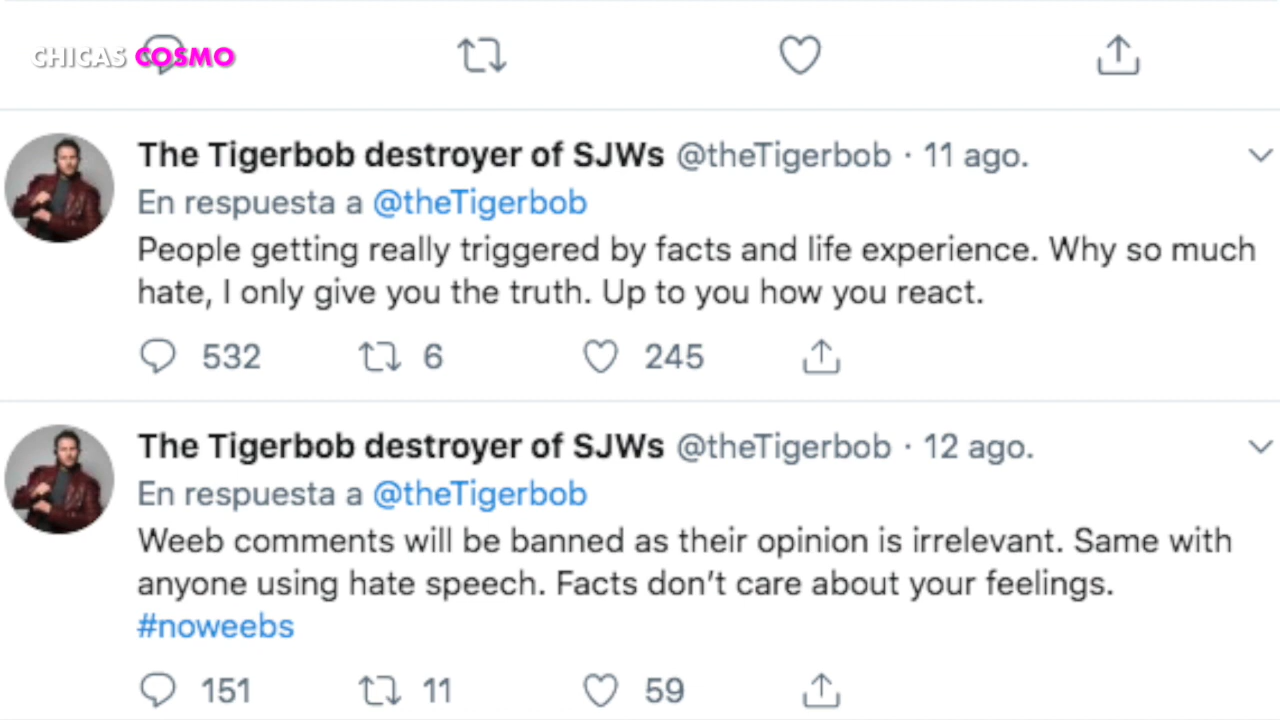 CHICAS COSMO
The Tigerbob destroyer of SJWs @theTigerbob · 11 ago.
En respuesta a @theTigerbob
People getting really triggered by facts and life experience. Why so much
hate, I only give you the truth. Up to you how you react.
532 6 245
The Tigerbob destroyer of SJWs @theTigerbob · 12 ago.
En respuesta a @theTigerbob
Weeb comments will be banned as their opinion is irrelevant. Same with
anyone using hate speech. Facts don’t care about your feelings.
#noweebs
151 11 59